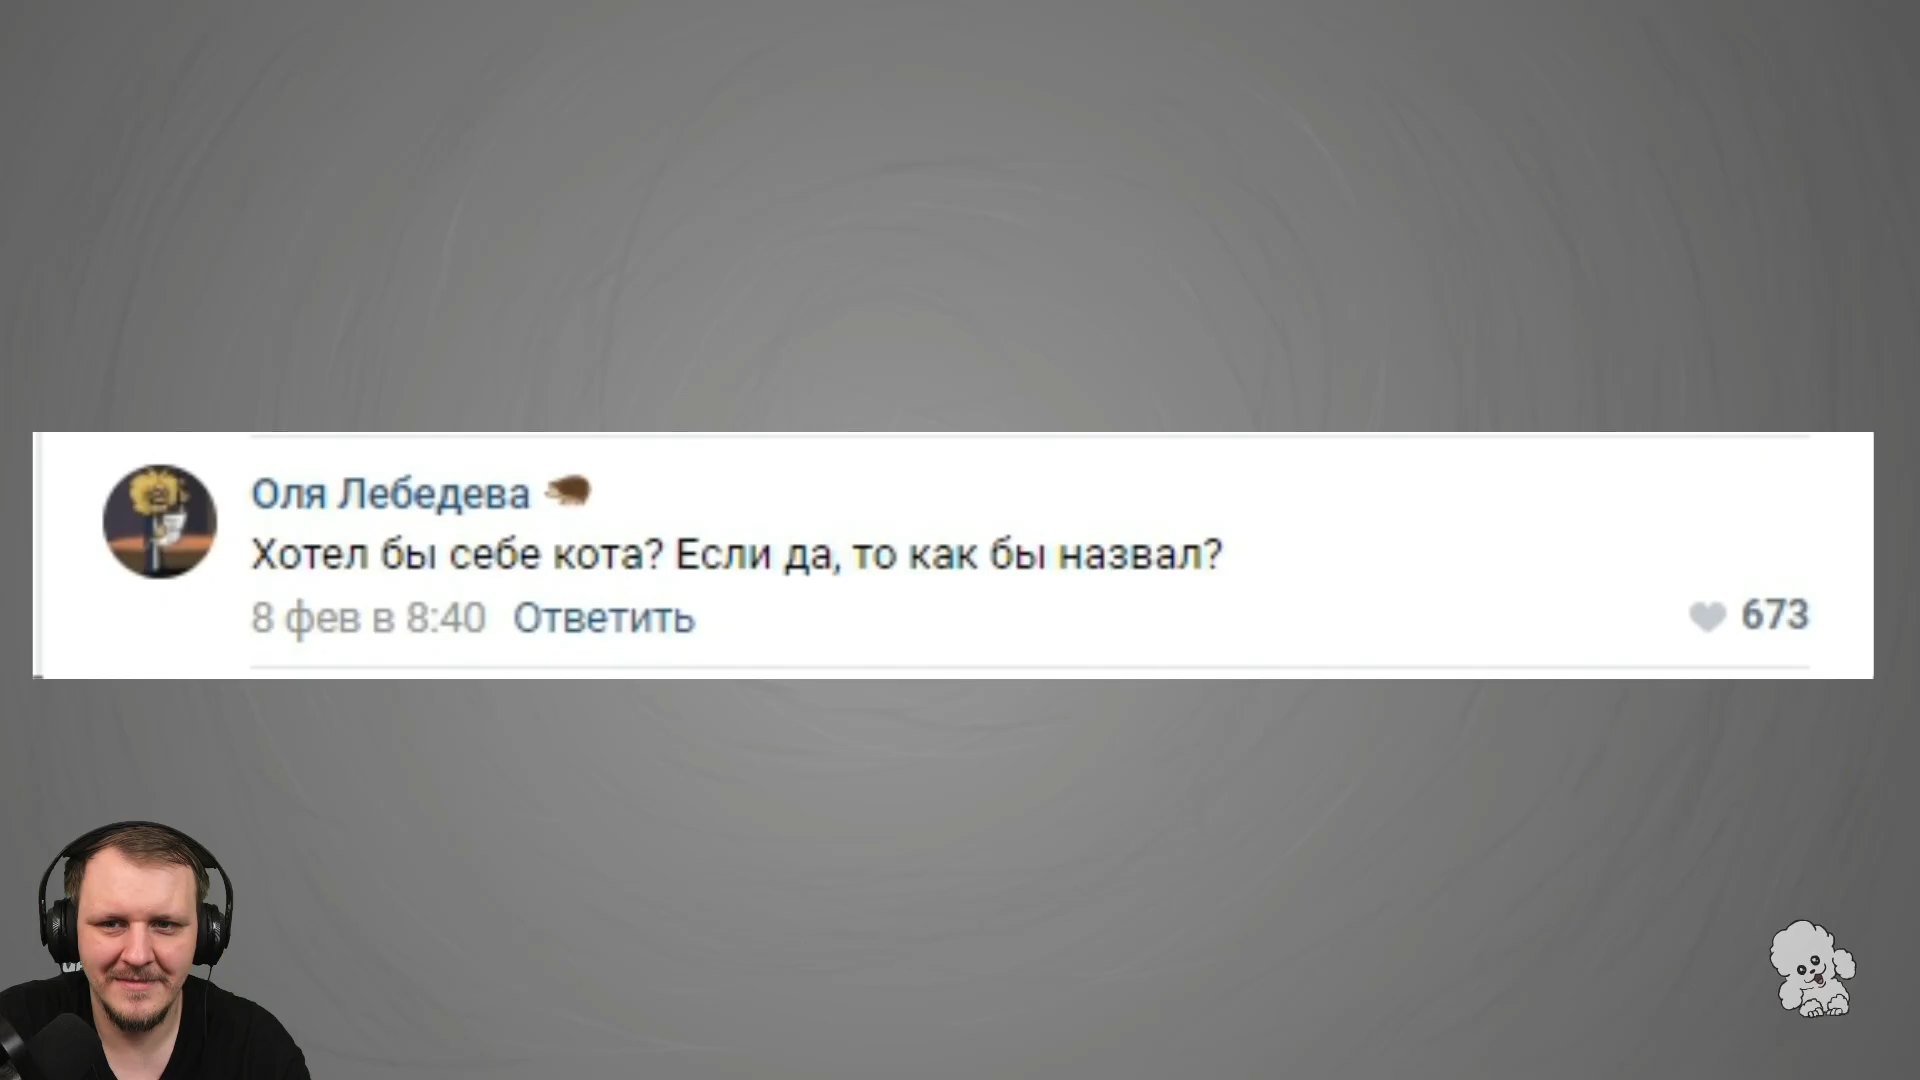 Оля Лебедева
Хотел бы себе кота? Если да, то как бы назвал?
8 фев в 8:40 Ответить
673